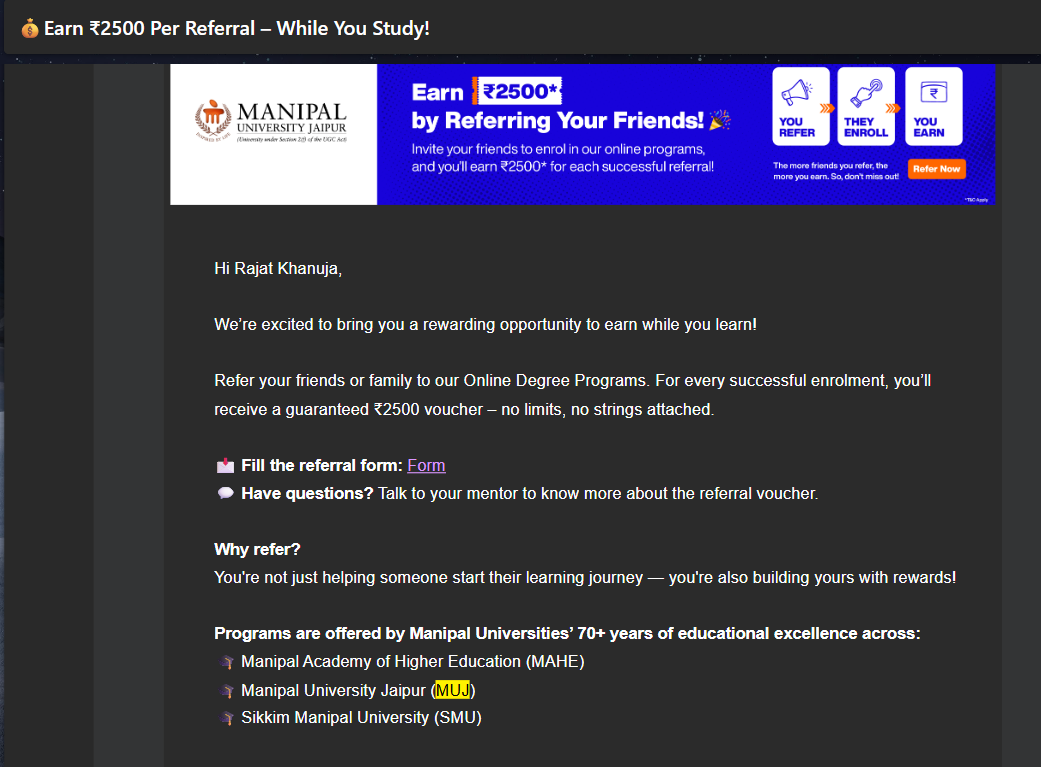 💰 Earn ₹2500 Per Referral – While You Study!
MANIPAL
UNIVERSITY JAIPUR
(University under Section 2(f) of the UGC Act)
INSPIRED BY LIFE
Earn ₹2500*
by Referring Your Friends! 🎉
Invite your friends to enrol in our online programs,
and you'll earn ₹2500* for each successful referral!
YOU
REFER
THEY
ENROLL
YOU
EARN
The more friends you refer, the
more you earn. So, don't miss out!
Refer Now
*T&C Apply
Hi Rajat Khanuja,
We're excited to bring you a rewarding opportunity to earn while you learn!
Refer your friends or family to our Online Degree Programs. For every successful enrolment, you'll
receive a guaranteed ₹2500 voucher – no limits, no strings attached.
📩 Fill the referral form: Form
💬 Have questions? Talk to your mentor to know more about the referral voucher.
Why refer?
You're not just helping someone start their learning journey — you're also building yours with rewards!
Programs are offered by Manipal Universities' 70+ years of educational excellence across:
🎓 Manipal Academy of Higher Education (MAHE)
🎓 Manipal University Jaipur (MUJ)
🎓 Sikkim Manipal University (SMU)